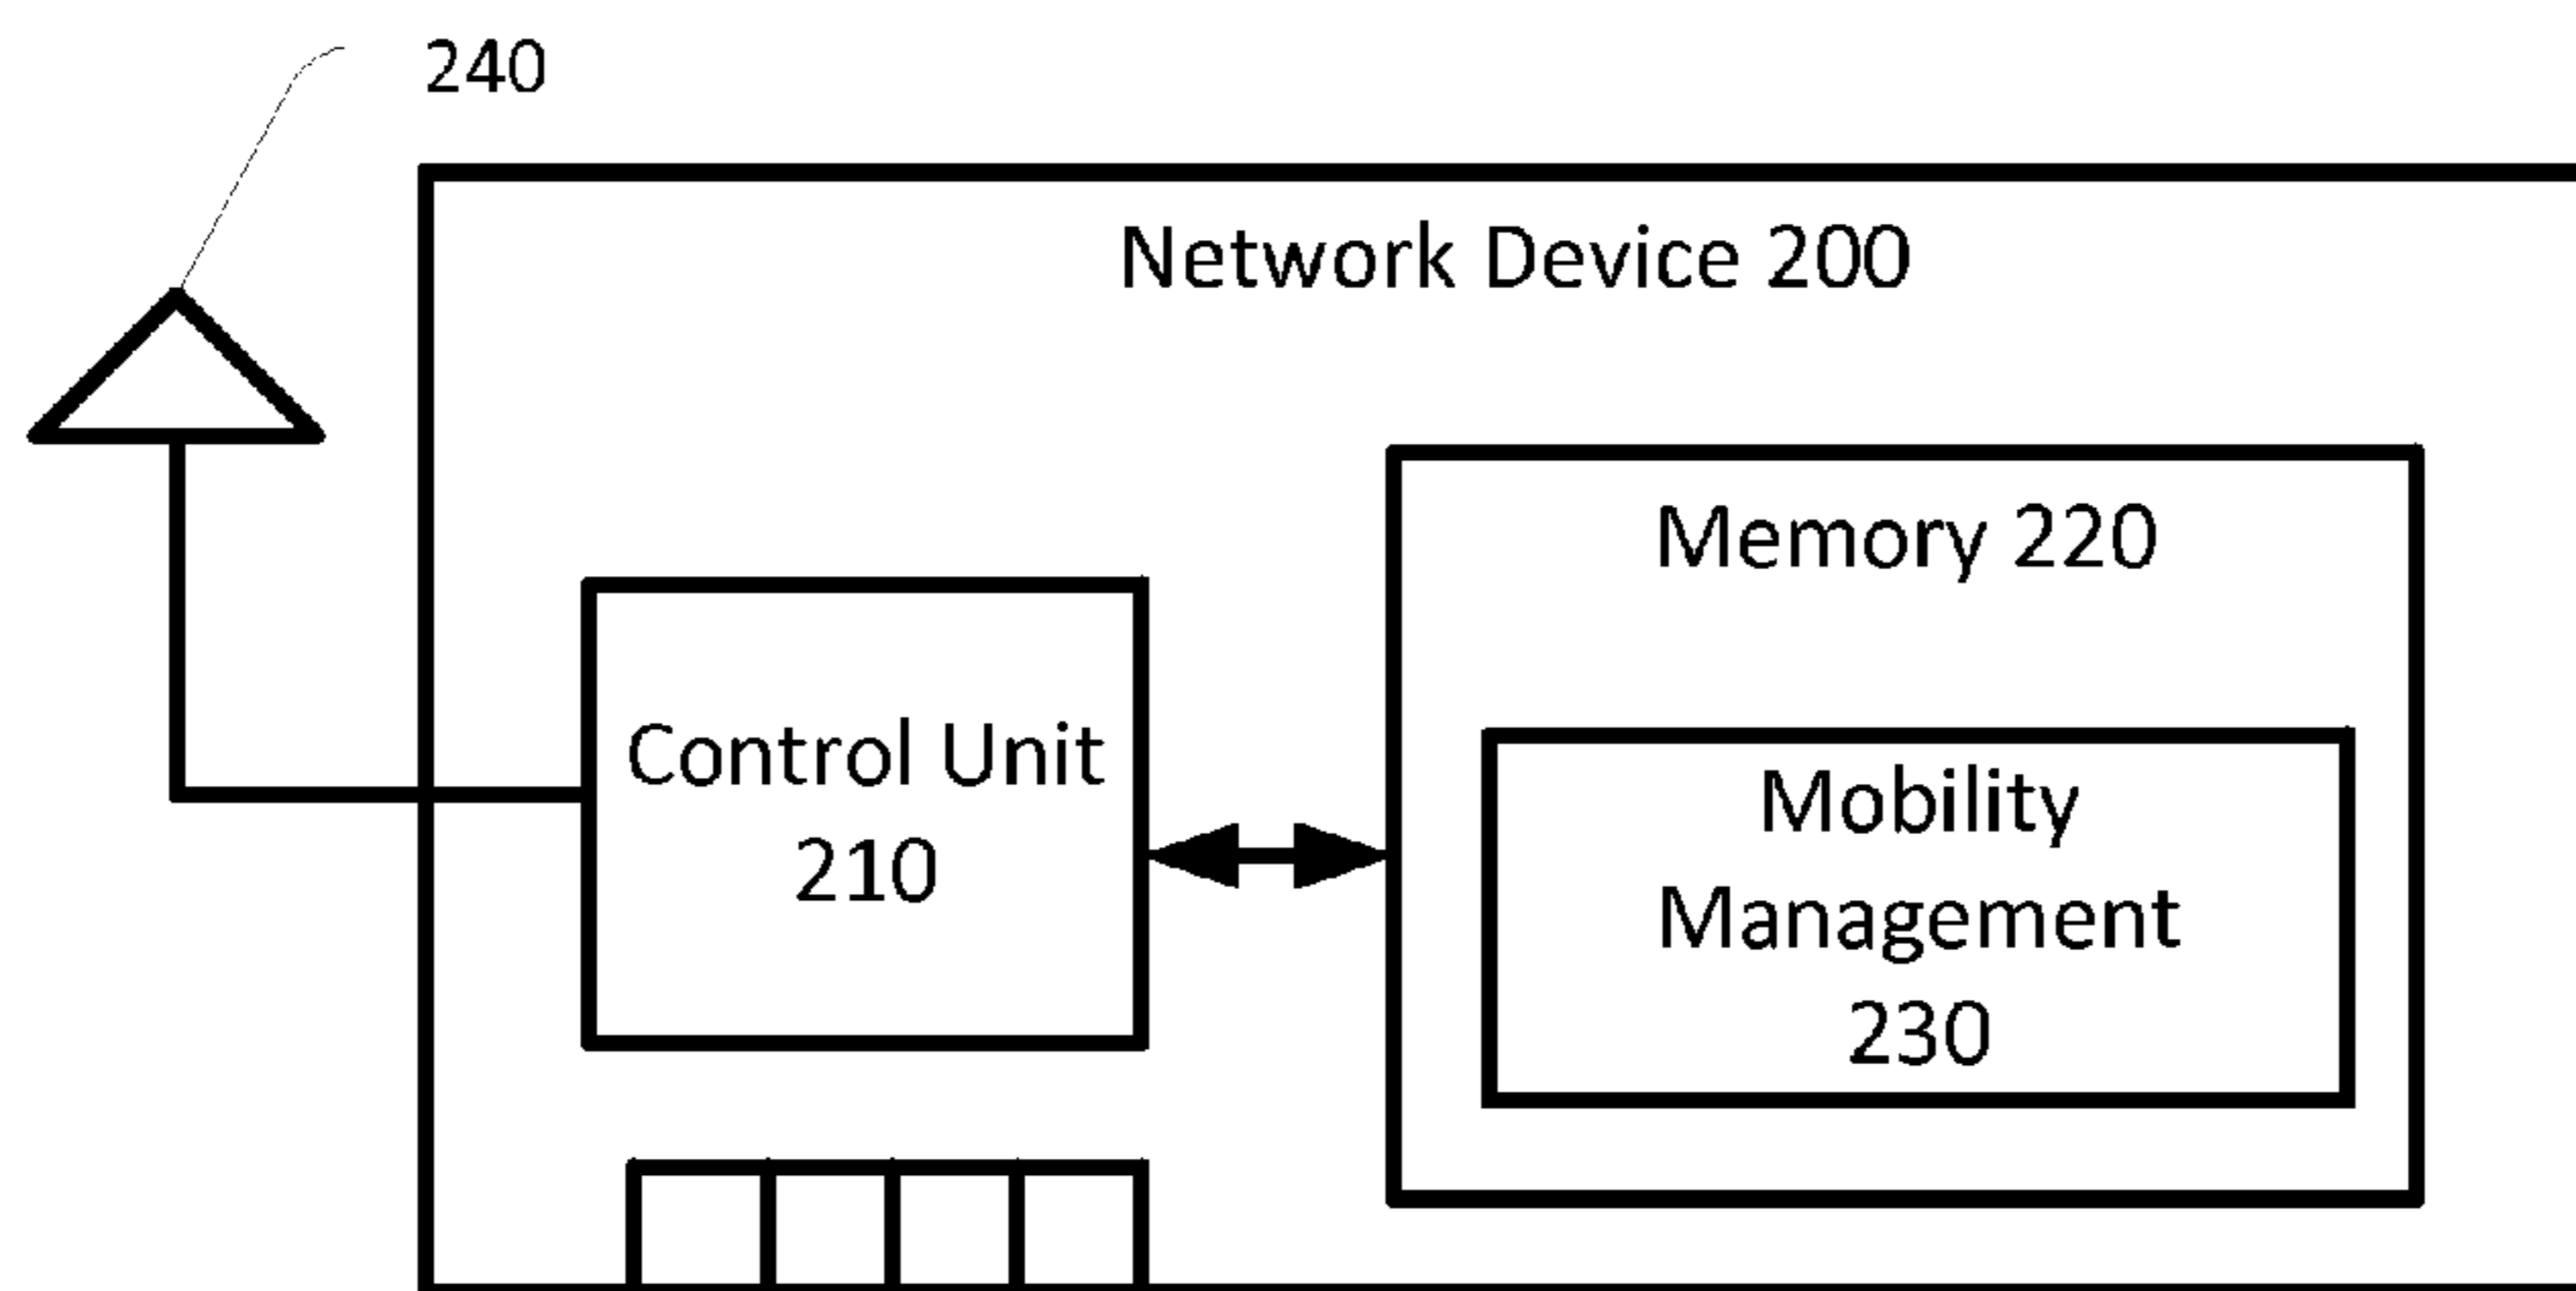 240
Network Device 200
Memory 220
Control Unit
210
Mobility
Management
230